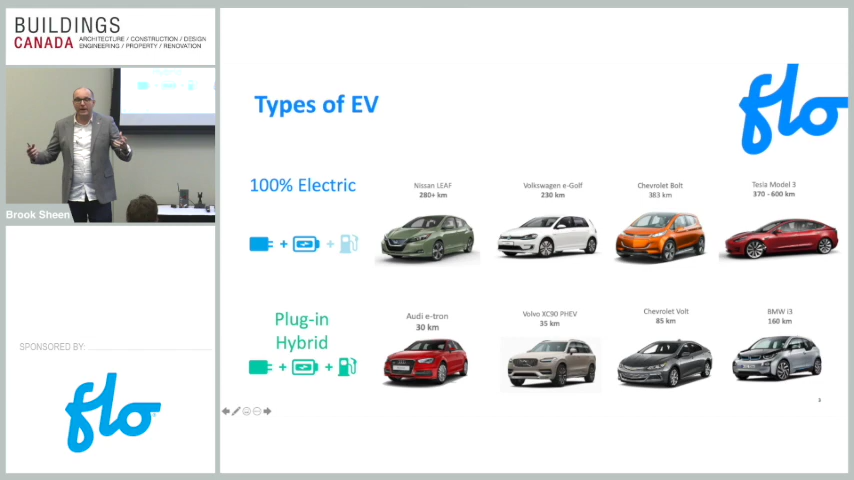 BUILDINGS
CANADA
ARCHITECTURE / CONSTRUCTION / DESIGN
ENGINEERING / PROPERTY / RENOVATION
Brook Sheen
SPONSORED BY:
flo
Types of EV
flo
100% Electric
Nissan LEAF
280+ km
Volkswagen e-Golf
230 km
Chevrolet Bolt
383 km
Tesla Model 3
370 - 600 km
+ +
Plug-in
Hybrid
Audi e-tron
30 km
Volvo XC90 PHEV
35 km
Chevrolet Volt
85 km
BMW i3
160 km
+ +
3